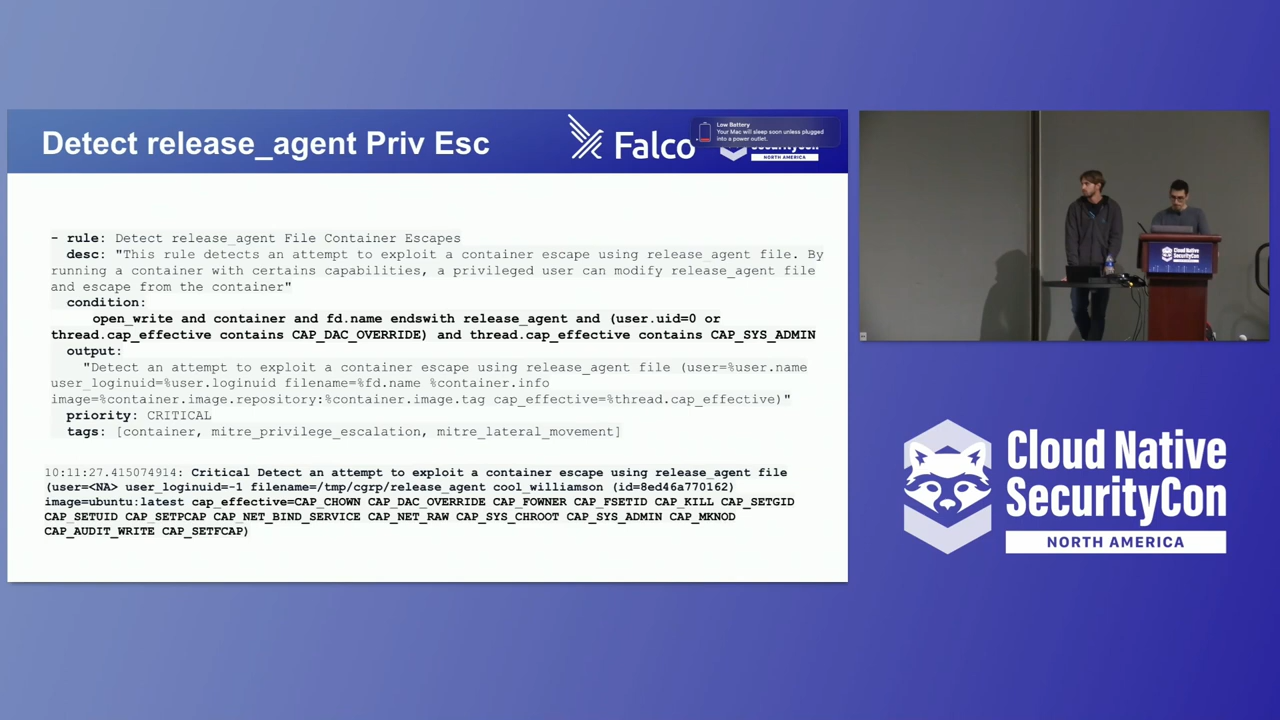 Detect release_agent Priv Esc
Falco
Low Battery
Your Mac will sleep soon unless plugged
into a power outlet.
NORTH AMERICA
- rule: Detect release_agent File Container Escapes
desc: "This rule detects an attempt to exploit a container escape using release_agent file. By
running a container with certains capabilities, a privileged user can modify release_agent file
and escape from the container"
condition:
open_write and container and fd.name endswith release_agent and (user.uid=0 or
thread.cap_effective contains CAP_DAC_OVERRIDE) and thread.cap_effective contains CAP_SYS_ADMIN
output:
"Detect an attempt to exploit a container escape using release_agent file (user=%user.name
user_loginuid=%user.loginuid filename=%fd.name %container.info
image=%container.image.repository:%container.image.tag cap_effective=%thread.cap_effective)"
priority: CRITICAL
tags: [container, mitre_privilege_escalation, mitre_lateral_movement]
10:11:27.415074914: Critical Detect an attempt to exploit a container escape using release_agent file
(user=<NA> user_loginuid=-1 filename=/tmp/cgrp/release_agent cool_williamson (id=8ed46a770162)
image=ubuntu:latest cap_effective=CAP_CHOWN CAP_DAC_OVERRIDE CAP_FOWNER CAP_FSETID CAP_KILL CAP_SETGID
CAP_SETUID CAP_SETPCAP CAP_NET_BIND_SERVICE CAP_NET_RAW CAP_SYS_CHROOT CAP_SYS_ADMIN CAP_MKNOD
CAP_AUDIT_WRITE CAP_SETFCAP)
Cloud Native
SecurityCon
Cloud Native
SecurityCon
NORTH AMERICA